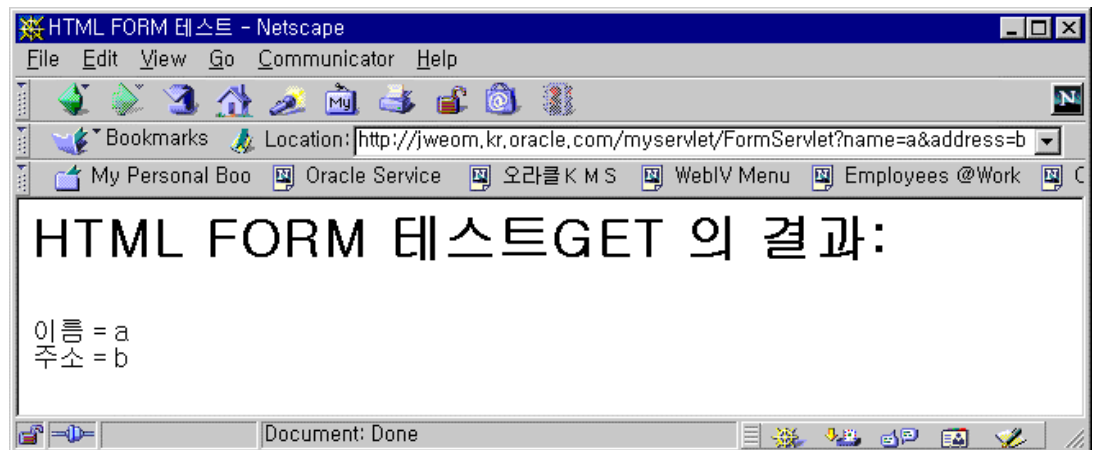 HTML FORM 테스트 - Netscape
File Edit View Go Communicator Help
My
N
Bookmarks Location: http://jweom.kr.oracle.com/myservlet/FormServlet?name=a&address=b
My Personal Boo Oracle Service 오라클 K M S WebIV Menu Employees @Work
HTML FORM 테스트GET 의 결과:
이름 = a
주소 = b
Document: Done